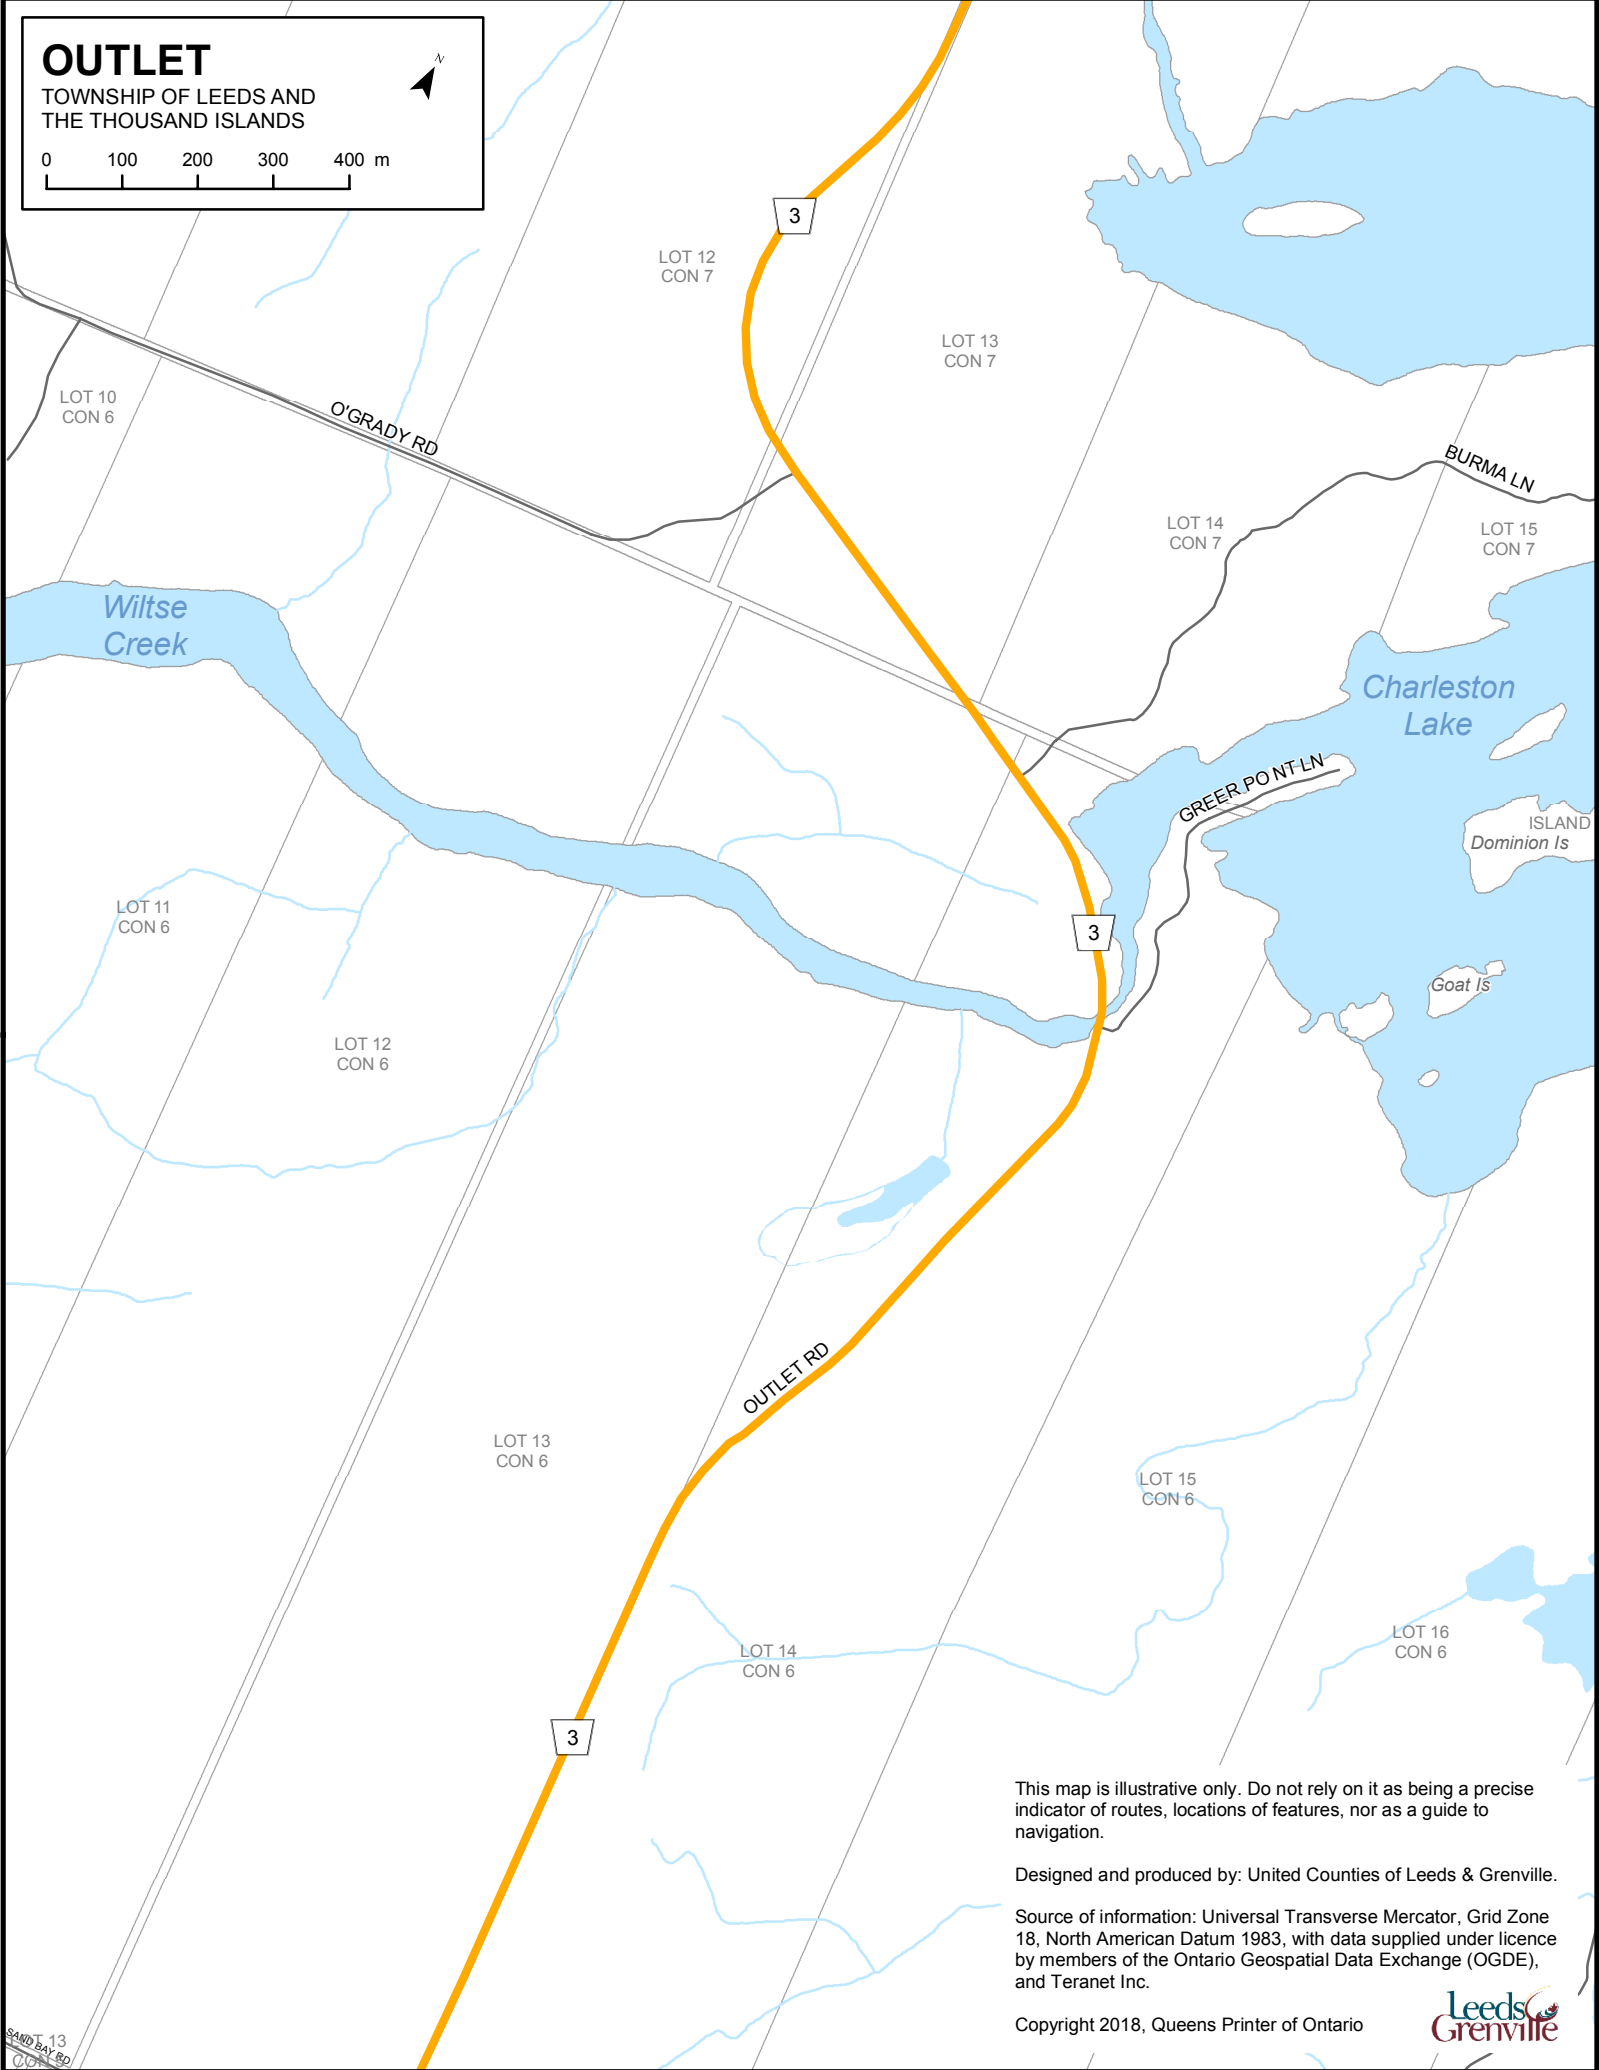 OUTLET
TOWNSHIP OF LEEDS AND
THE THOUSAND ISLANDS
N
0 100 200 300 400 m
3
LOT 12
CON 7
LOT 13
CON 7
LOT 10
CON 6
O'GRADY RD
BURMA LN
LOT 14
CON 7
LOT 15
CON 7
Wiltse
Creek
Charleston
Lake
GREER PO NT LN
ISLAND
Dominion Is
LOT 11
CON 6
3
Goat Is
LOT 12
CON 6
OUTLET RD
LOT 13
CON 6
LOT 15
CON 6
LOT 14
CON 6
LOT 16
CON 6
3
This map is illustrative only. Do not rely on it as being a precise
indicator of routes, locations of features, nor as a guide to
navigation.
Designed and produced by: United Counties of Leeds & Grenville.
Source of information: Universal Transverse Mercator, Grid Zone
18, North American Datum 1983, with data supplied under licence
by members of the Ontario Geospatial Data Exchange (OGDE),
and Teranet Inc.
Copyright 2018, Queens Printer of Ontario
Leeds
Grenville
SAND BAY RD
LOT 13
CON